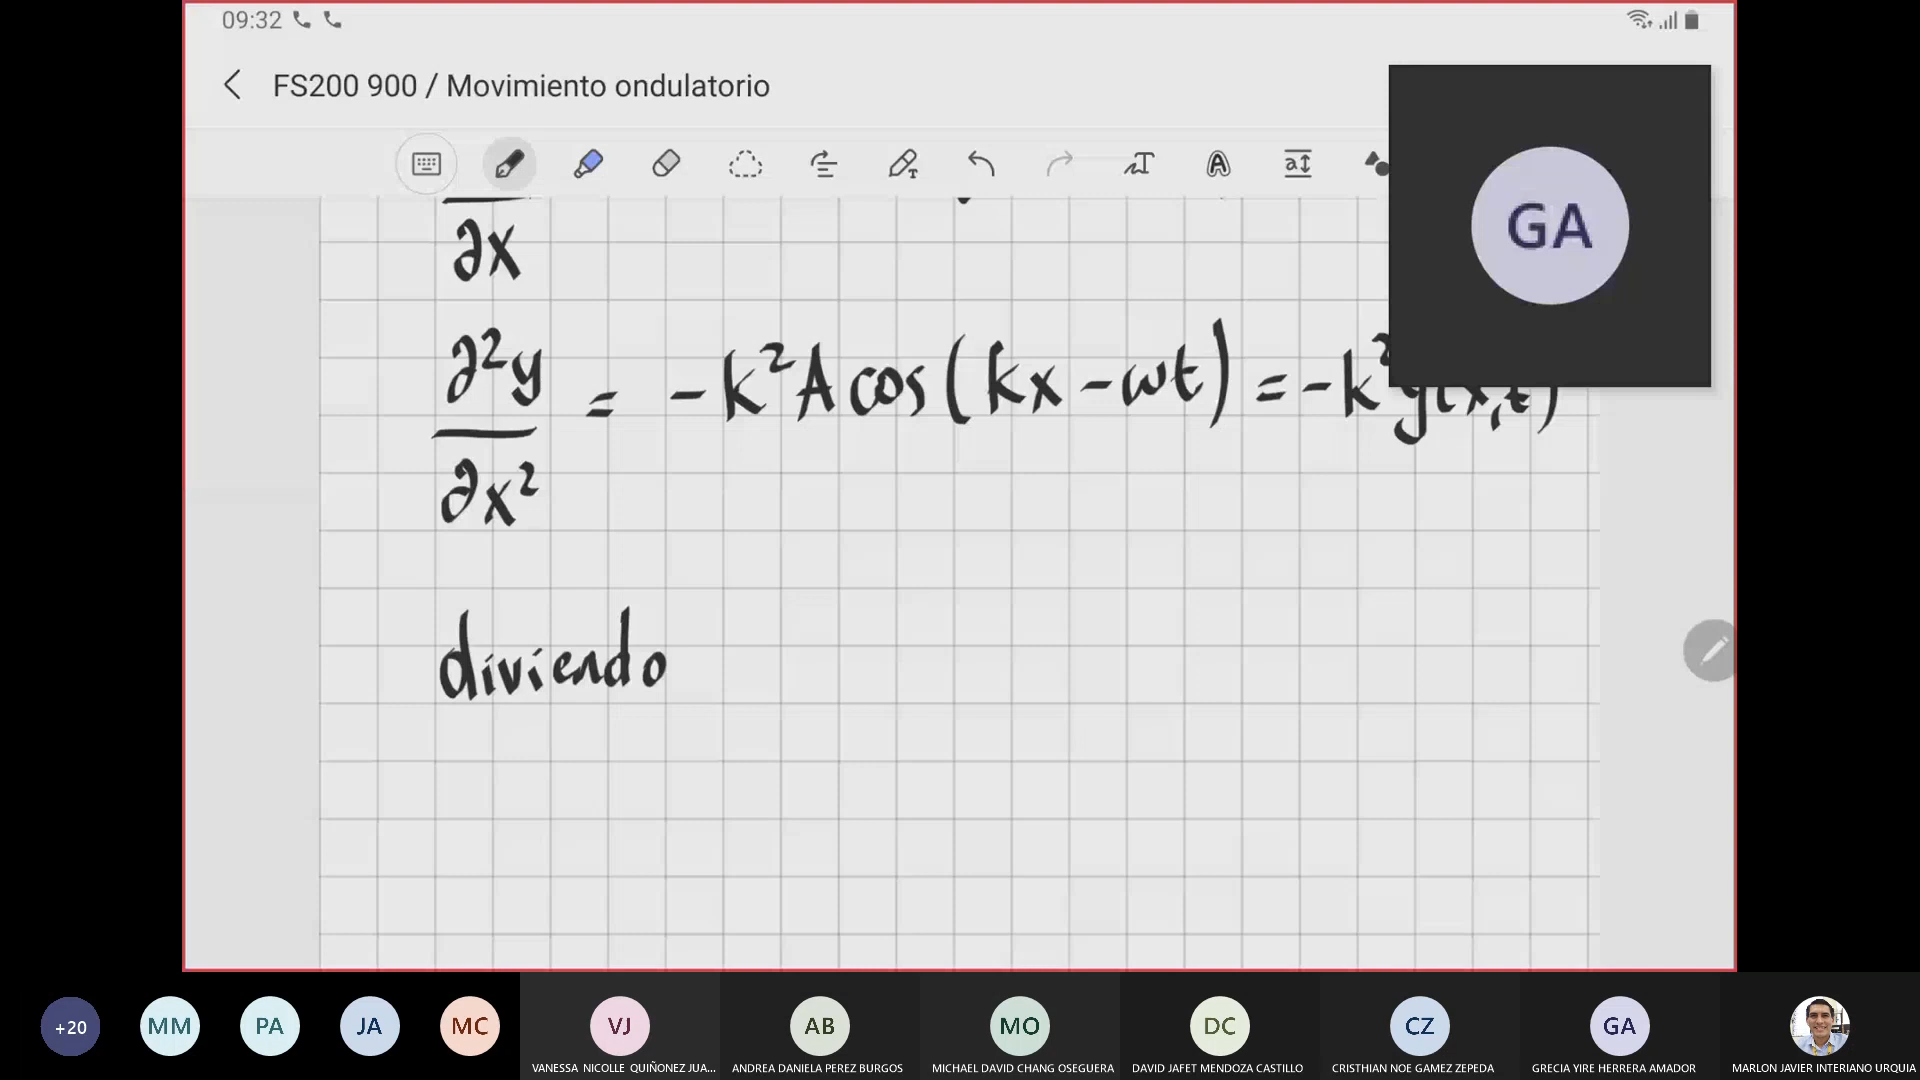 09:32
FS200 900 / Movimiento ondulatorio
GA
∂x
∂²y
= -k²A cos(kx - ωt) = -k²y(x,t)
∂x²
diviendo
+20
MM
PA
JA
MC
VJ
AB
MO
DC
CZ
GA
VANESSA NICOLLE QUIÑONEZ JUA...
ANDREA DANIELA PEREZ BURGOS
MICHAEL DAVID CHANG OSEGUERA
DAVID JAFET MENDOZA CASTILLO
CRISTHIAN NOE GAMEZ ZEPEDA
GRECIA YIRE HERRERA AMADOR
MARLON JAVIER INTERIANO URQUIA